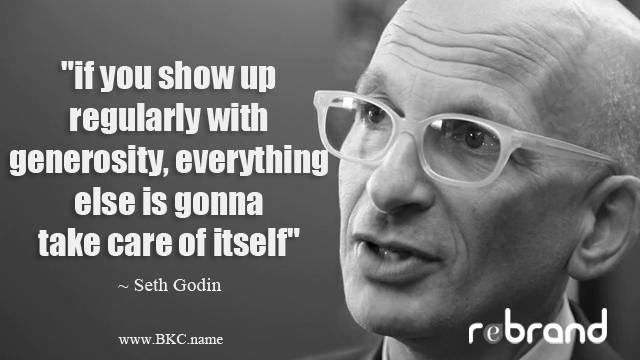 "if you show up
regularly with
generosity, everything
else is gonna
take care of itself"
~ Seth Godin
www.BKC.name
rebrand